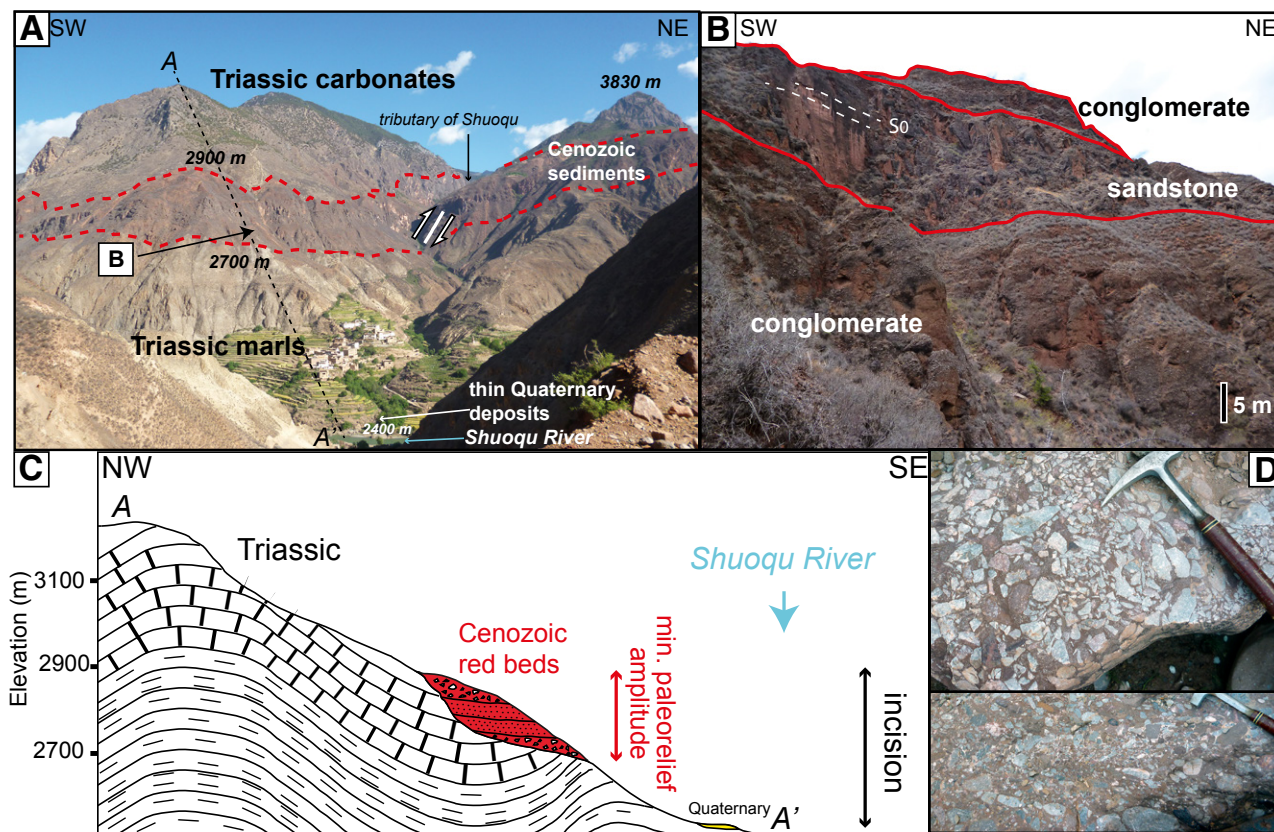 A
SW
NE
A
Triassic carbonates
3830 m
tributary of Shuoqu
2900 m
Cenozoic
sediments
B
2700 m
Triassic marls
thin Quaternary
deposits
2400 m
A'
Shuoqu River
B
SW
NE
conglomerate
S0
sandstone
conglomerate
5 m
C
NW
SE
A
Triassic
Shuoqu River
Elevation (m)
3100
2900
2700
Cenozoic
red beds
min. paleorelief
amplitude
incision
Quaternary
A'
D